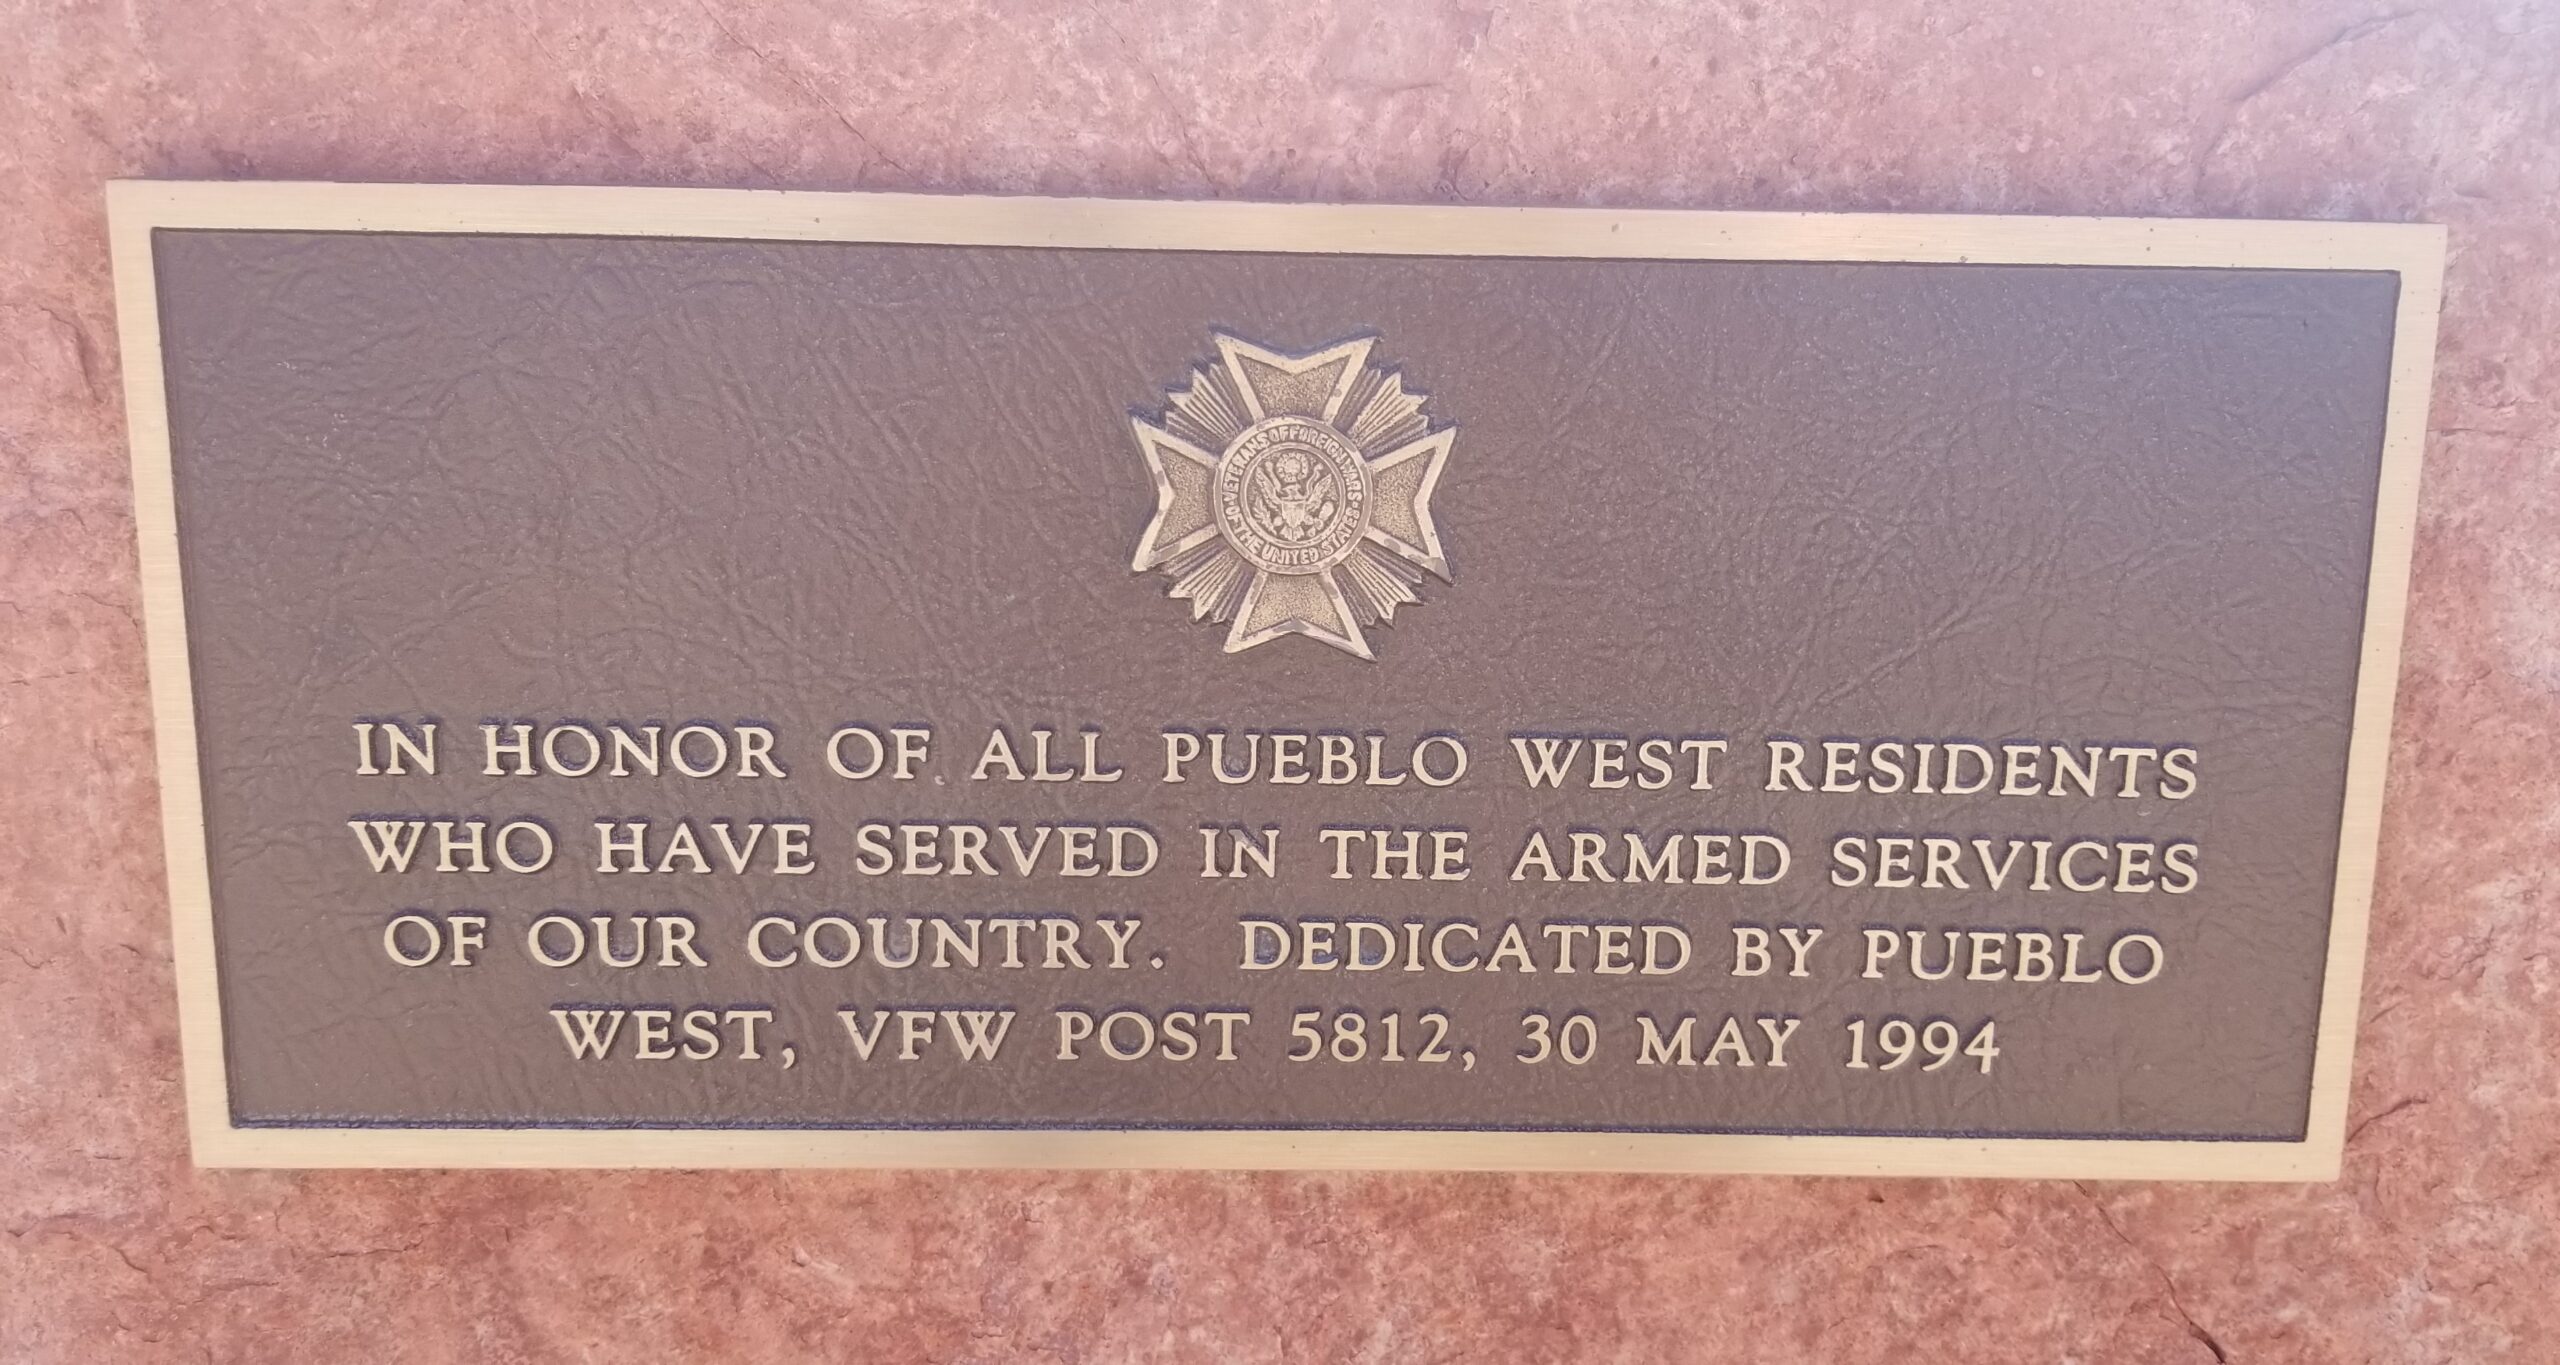 VETERANS OF FOREIGN WARS
OF THE UNITED STATES
IN HONOR OF ALL PUEBLO WEST RESIDENTS
WHO HAVE SERVED IN THE ARMED SERVICES
OF OUR COUNTRY. DEDICATED BY PUEBLO
WEST, VFW POST 5812, 30 MAY 1994